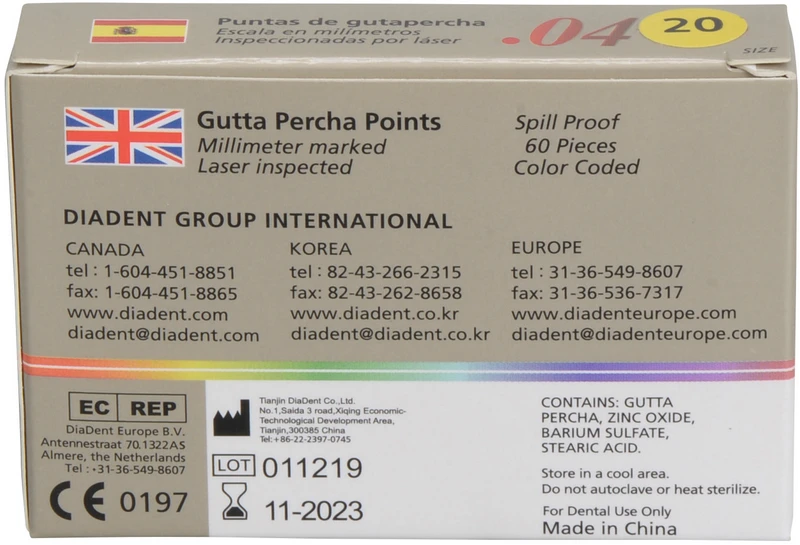 Puntas de gutapercha
Escala en milímetros
Inspeccionadas por láser
.04
20
SIZE
Gutta Percha Points
Millimeter marked
Laser inspected
Spill Proof
60 Pieces
Color Coded
DIADENT GROUP INTERNATIONAL
CANADA
tel : 1-604-451-8851
fax: 1-604-451-8865
www.diadent.com
diadent@diadent.com
KOREA
tel : 82-43-266-2315
fax: 82-43-262-8658
www.diadent.co.kr
diadent@diadent.co.kr
EUROPE
tel : 31-36-549-8607
fax: 31-36-536-7317
www.diadenteurope.com
diadent@diadenteurope.com
EC REP
DiaDent Europe B.V.
Antennestraat 70.1322AS
Almere, the Netherlands
Tel : +31-36-549-8607
CE 0197
Tianjin DiaDent Co.,Ltd.
No.1,Saida 3 road,Xiqing Economic-
Technological Development Area,
Tianjin,300385 China
Tel:+86-22-2397-0745
LOT 011219
11-2023
CONTAINS: GUTTA
PERCHA, ZINC OXIDE,
BARIUM SULFATE,
STEARIC ACID.
Store in a cool area.
Do not autoclave or heat sterilize.
For Dental Use Only
Made in China